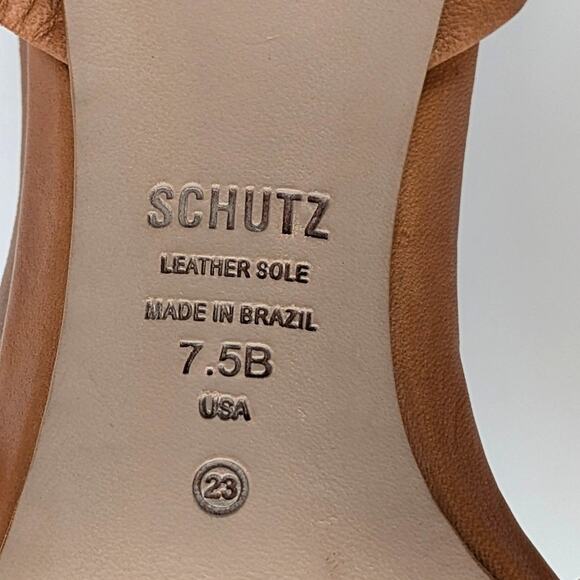 SCHUTZ
LEATHER SOLE
MADE IN BRAZIL
7.5B
USA
23